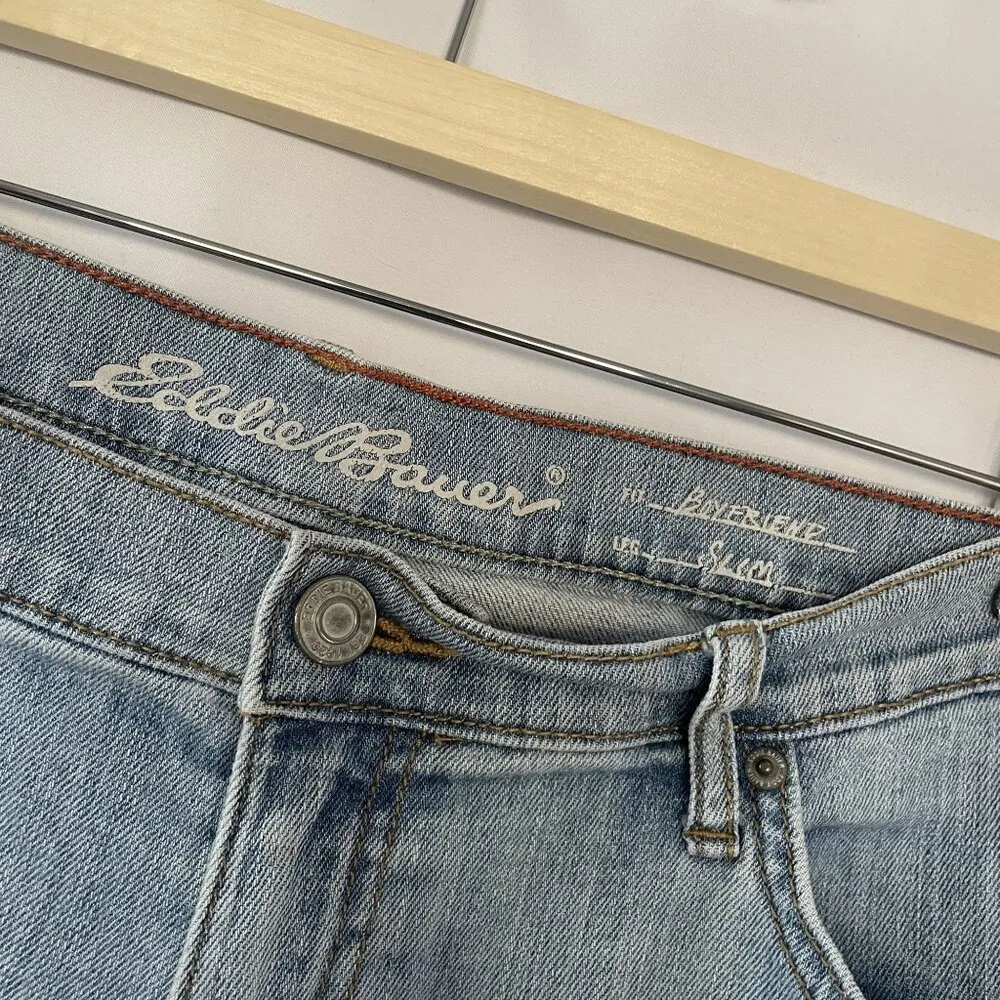 Eddie Bauer®
FIT BOYFRIEND
LEG SLIM